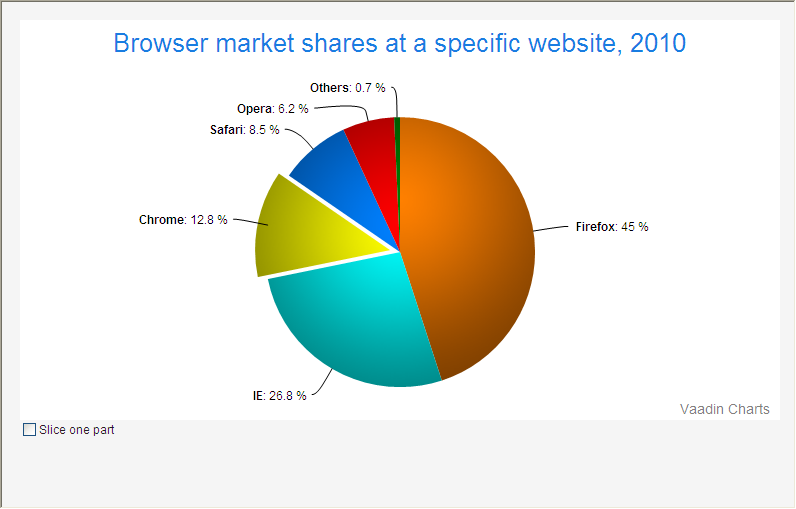 Browser market shares at a specific website, 2010
Others: 0.7 %
Opera: 6.2 %
Safari: 8.5 %
Chrome: 12.8 %
Firefox: 45 %
IE: 26.8 %
Vaadin Charts
Slice one part